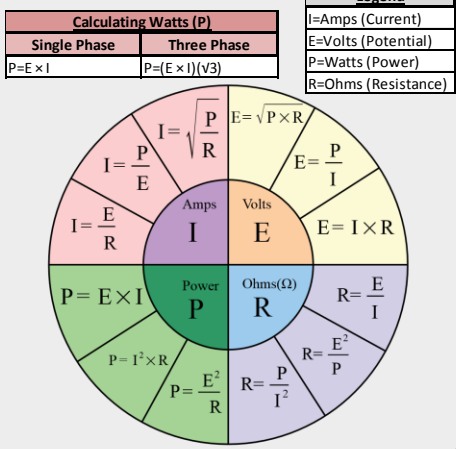 Calculating Watts (P)
Single Phase Three Phase
P=E × I P=(E × I)(√3)
I=Amps (Current)
E=Volts (Potential)
P=Watts (Power)
R=Ohms (Resistance)
I= √P/R
E= √P×R
I= P/E
E= P/I
I= E/R
E= I×R
Amps
I
Volts
E
Power
P
Ohms(Ω)
R
P= E×I
R= E/I
P= I²×R
R= E²/P
P= E²/R
R= P/I²